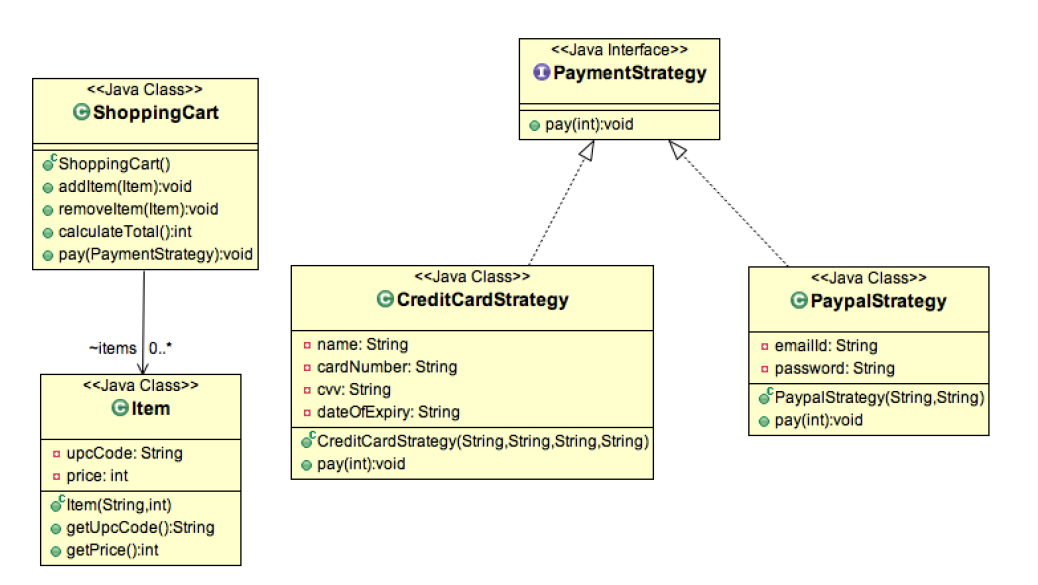 <<Java Class>>
ShoppingCart
ShoppingCart()
addItem(Item):void
removeItem(Item):void
calculateTotal():int
pay(PaymentStrategy):void
~items 0..*
<<Java Class>>
Item
upcCode: String
price: int
Item(String,int)
getUpcCode():String
getPrice():int
<<Java Interface>>
PaymentStrategy
pay(int):void
<<Java Class>>
CreditCardStrategy
name: String
cardNumber: String
cvv: String
dateOfExpiry: String
CreditCardStrategy(String,String,String,String)
pay(int):void
<<Java Class>>
PaypalStrategy
emailId: String
password: String
PaypalStrategy(String,String)
pay(int):void